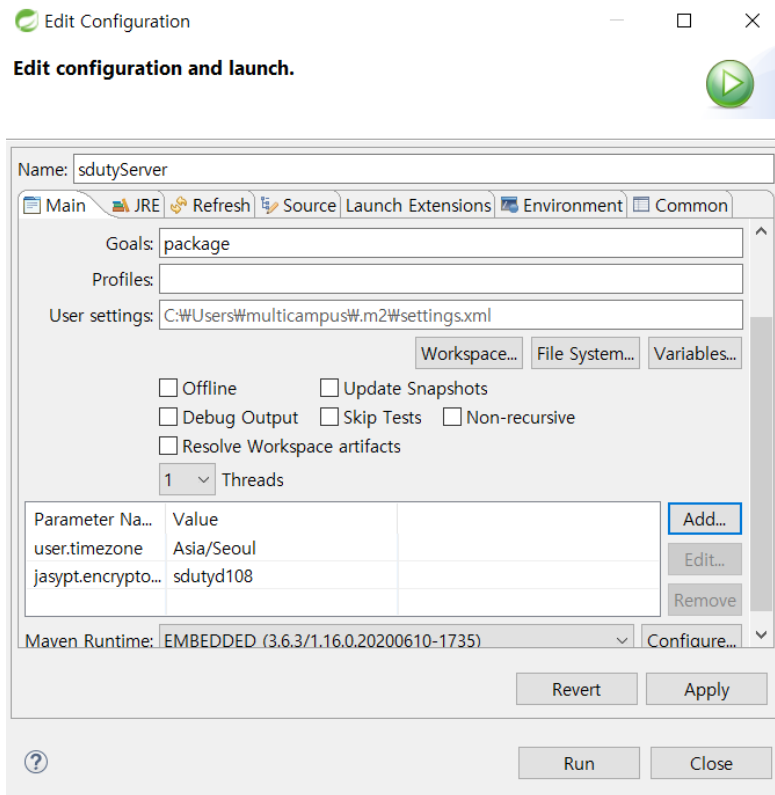 Edit Configuration
Edit configuration and launch.
Name: sdutyServer
Main JRE Refresh Source Launch Extensions Environment Common
Goals: package
Profiles:
User settings: C:₩Users₩multicampus₩.m2₩settings.xml
Workspace... File System... Variables...
Offline Update Snapshots
Debug Output Skip Tests Non-recursive
Resolve Workspace artifacts
1 Threads
Parameter Na... Value Add...
user.timezone Asia/Seoul
Edit...
jasypt.encrypto... sdutyd108
Remove
Maven Runtime: EMBEDDED (3.6.3/1.16.0.20200610-1735) Configure...
Revert Apply
? Run Close